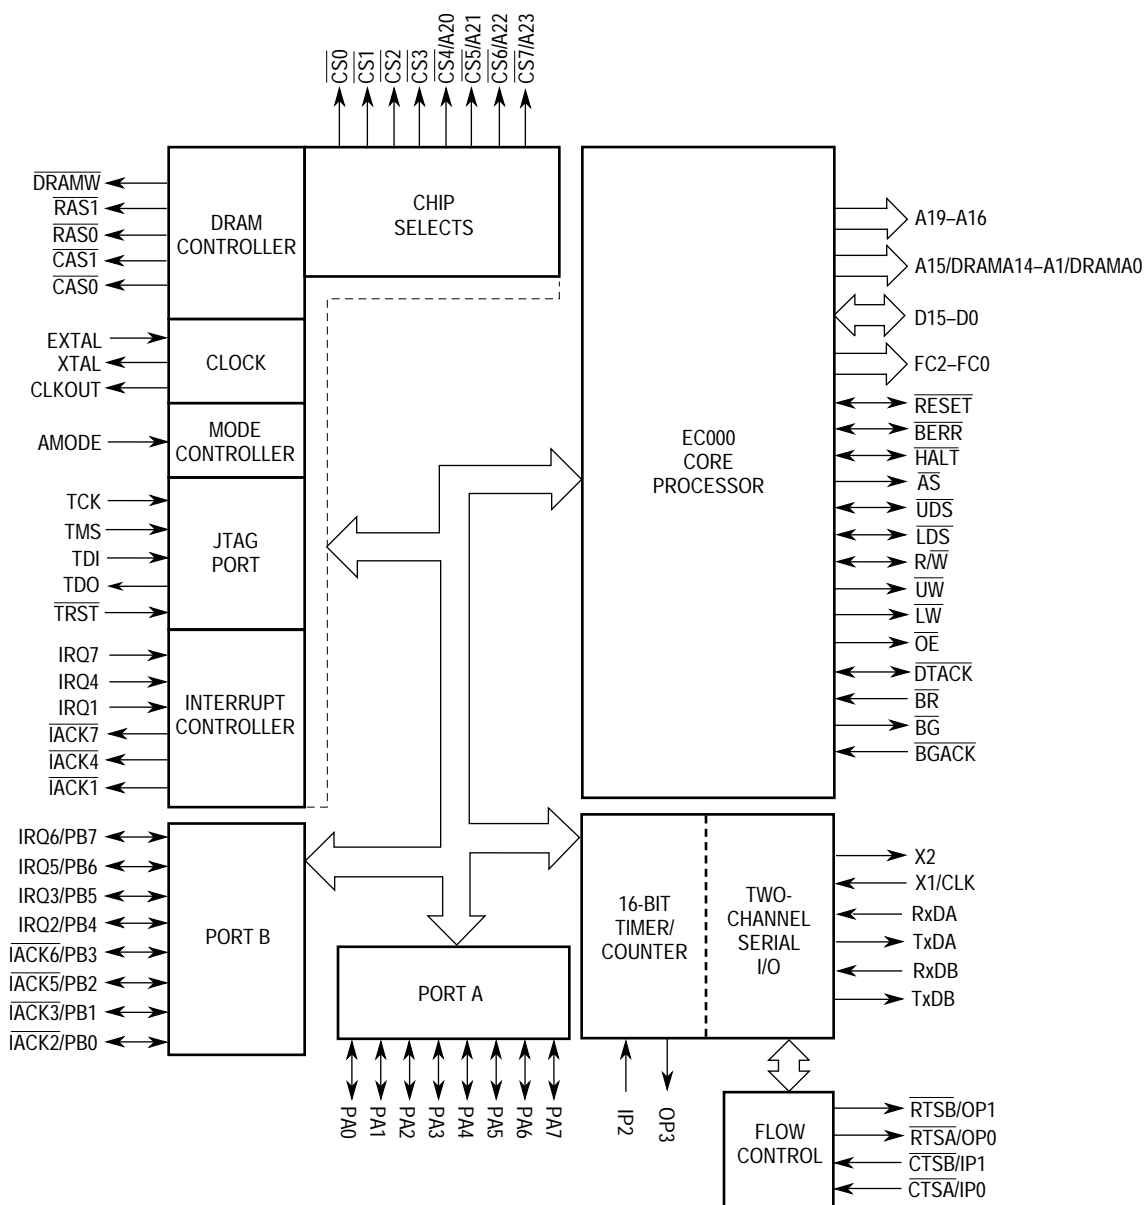 CS0
CS1
CS2
CS3
CS4/A20
CS5/A21
CS6/A22
CS7/A23
DRAMW
RAS1
RAS0
CAS1
CAS0
DRAM
CONTROLLER
CHIP
SELECTS
EXTAL
XTAL
CLKOUT
CLOCK
AMODE
MODE
CONTROLLER
TCK
TMS
TDI
TDO
TRST
JTAG
PORT
IRQ7
IRQ4
IRQ1
IACK7
IACK4
IACK1
INTERRUPT
CONTROLLER
EC000
CORE
PROCESSOR
A19–A16
A15/DRAMA14–A1/DRAMA0
D15–D0
FC2–FC0
RESET
BERR
HALT
AS
UDS
LDS
R/W
UW
LW
OE
DTACK
BR
BG
BGACK
IRQ6/PB7
IRQ5/PB6
IRQ3/PB5
IRQ2/PB4
IACK6/PB3
IACK5/PB2
IACK3/PB1
IACK2/PB0
PORT B
PORT A
PA0
PA1
PA2
PA3
PA4
PA5
PA6
PA7
16-BIT
TIMER/
COUNTER
TWO-
CHANNEL
SERIAL
I/O
X2
X1/CLK
RxDA
TxDA
RxDB
TxDB
IP2
OP3
FLOW
CONTROL
RTSB/OP1
RTSA/OP0
CTSB/IP1
CTSA/IP0